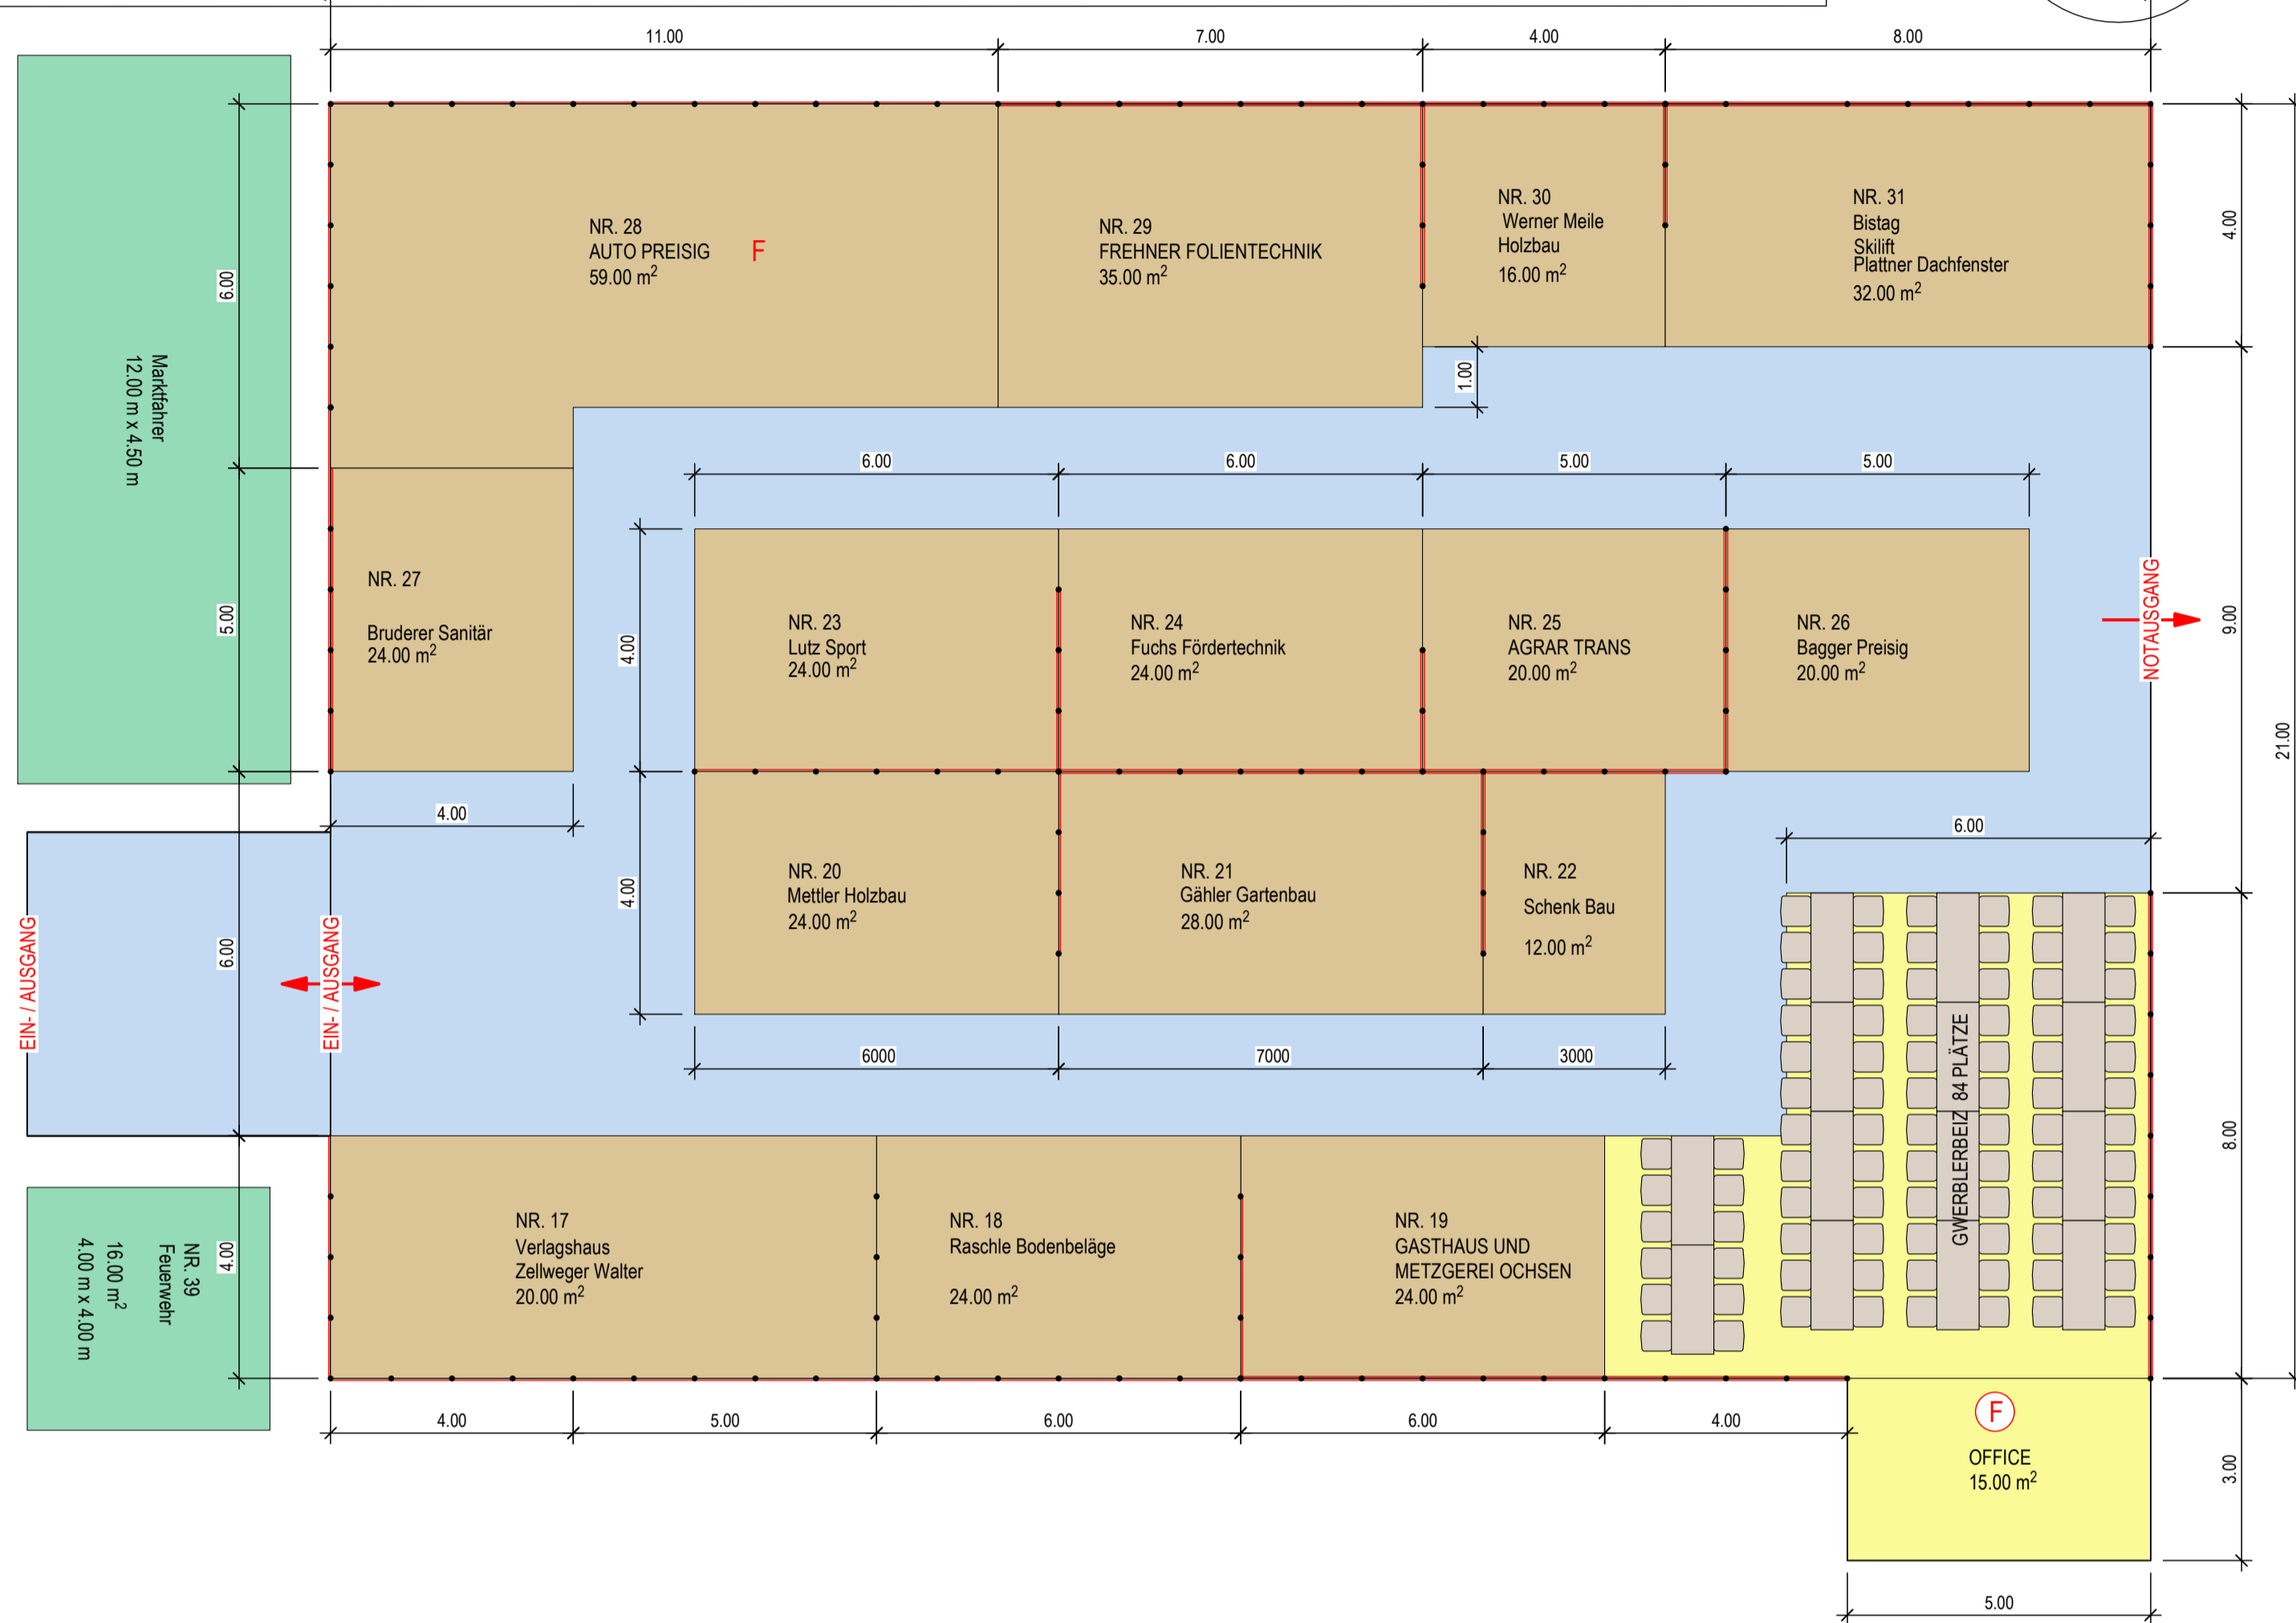 11.00
7.00
4.00
8.00
NR. 28
AUTO PREISIG
59.00 m²
F
NR. 29
FREHNER FOLIENTECHNIK
35.00 m²
NR. 30
Werner Meile
Holzbau
16.00 m²
NR. 31
Bistag
Skilift
Plattner Dachfenster
32.00 m²
4.00
6.00
1.00
Marktfahrer
12.00 m x 4.50 m
6.00
6.00
5.00
5.00
NR. 27
Bruderer Sanitär
24.00 m²
5.00
4.00
NR. 23
Lutz Sport
24.00 m²
NR. 24
Fuchs Fördertechnik
24.00 m²
NR. 25
AGRAR TRANS
20.00 m²
NR. 26
Bagger Preisig
20.00 m²
NOTAUSGANG
9.00
21.00
4.00
6.00
EIN- / AUSGANG
EIN- / AUSGANG
6.00
4.00
NR. 20
Mettler Holzbau
24.00 m²
NR. 21
Gähler Gartenbau
28.00 m²
NR. 22
Schenk Bau
12.00 m²
6000
7000
3000
GWERBLERBEIZ 84 PLÄTZE
8.00
NR. 39
Feuerwehr
16.00 m²
4.00 m x 4.00 m
4.00
NR. 17
Verlagshaus
Zellweger Walter
20.00 m²
NR. 18
Raschle Bodenbeläge
24.00 m²
NR. 19
GASTHAUS UND
METZGEREI OCHSEN
24.00 m²
4.00
5.00
6.00
6.00
4.00
F
OFFICE
15.00 m²
3.00
5.00